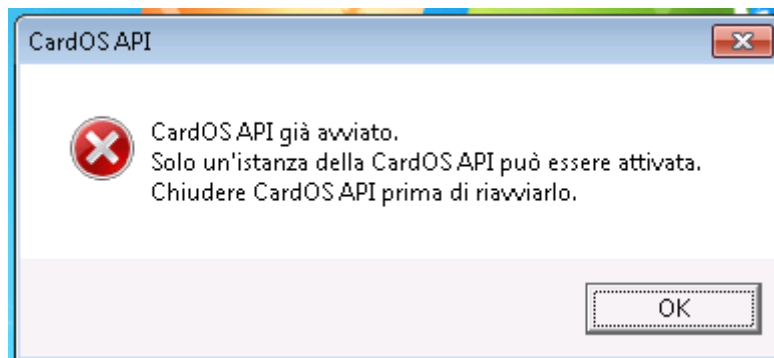 CardOS API
CardOS API già avviato.
Solo un'istanza della CardOS API può essere attivata.
Chiudere CardOS API prima di riavviarlo.
OK